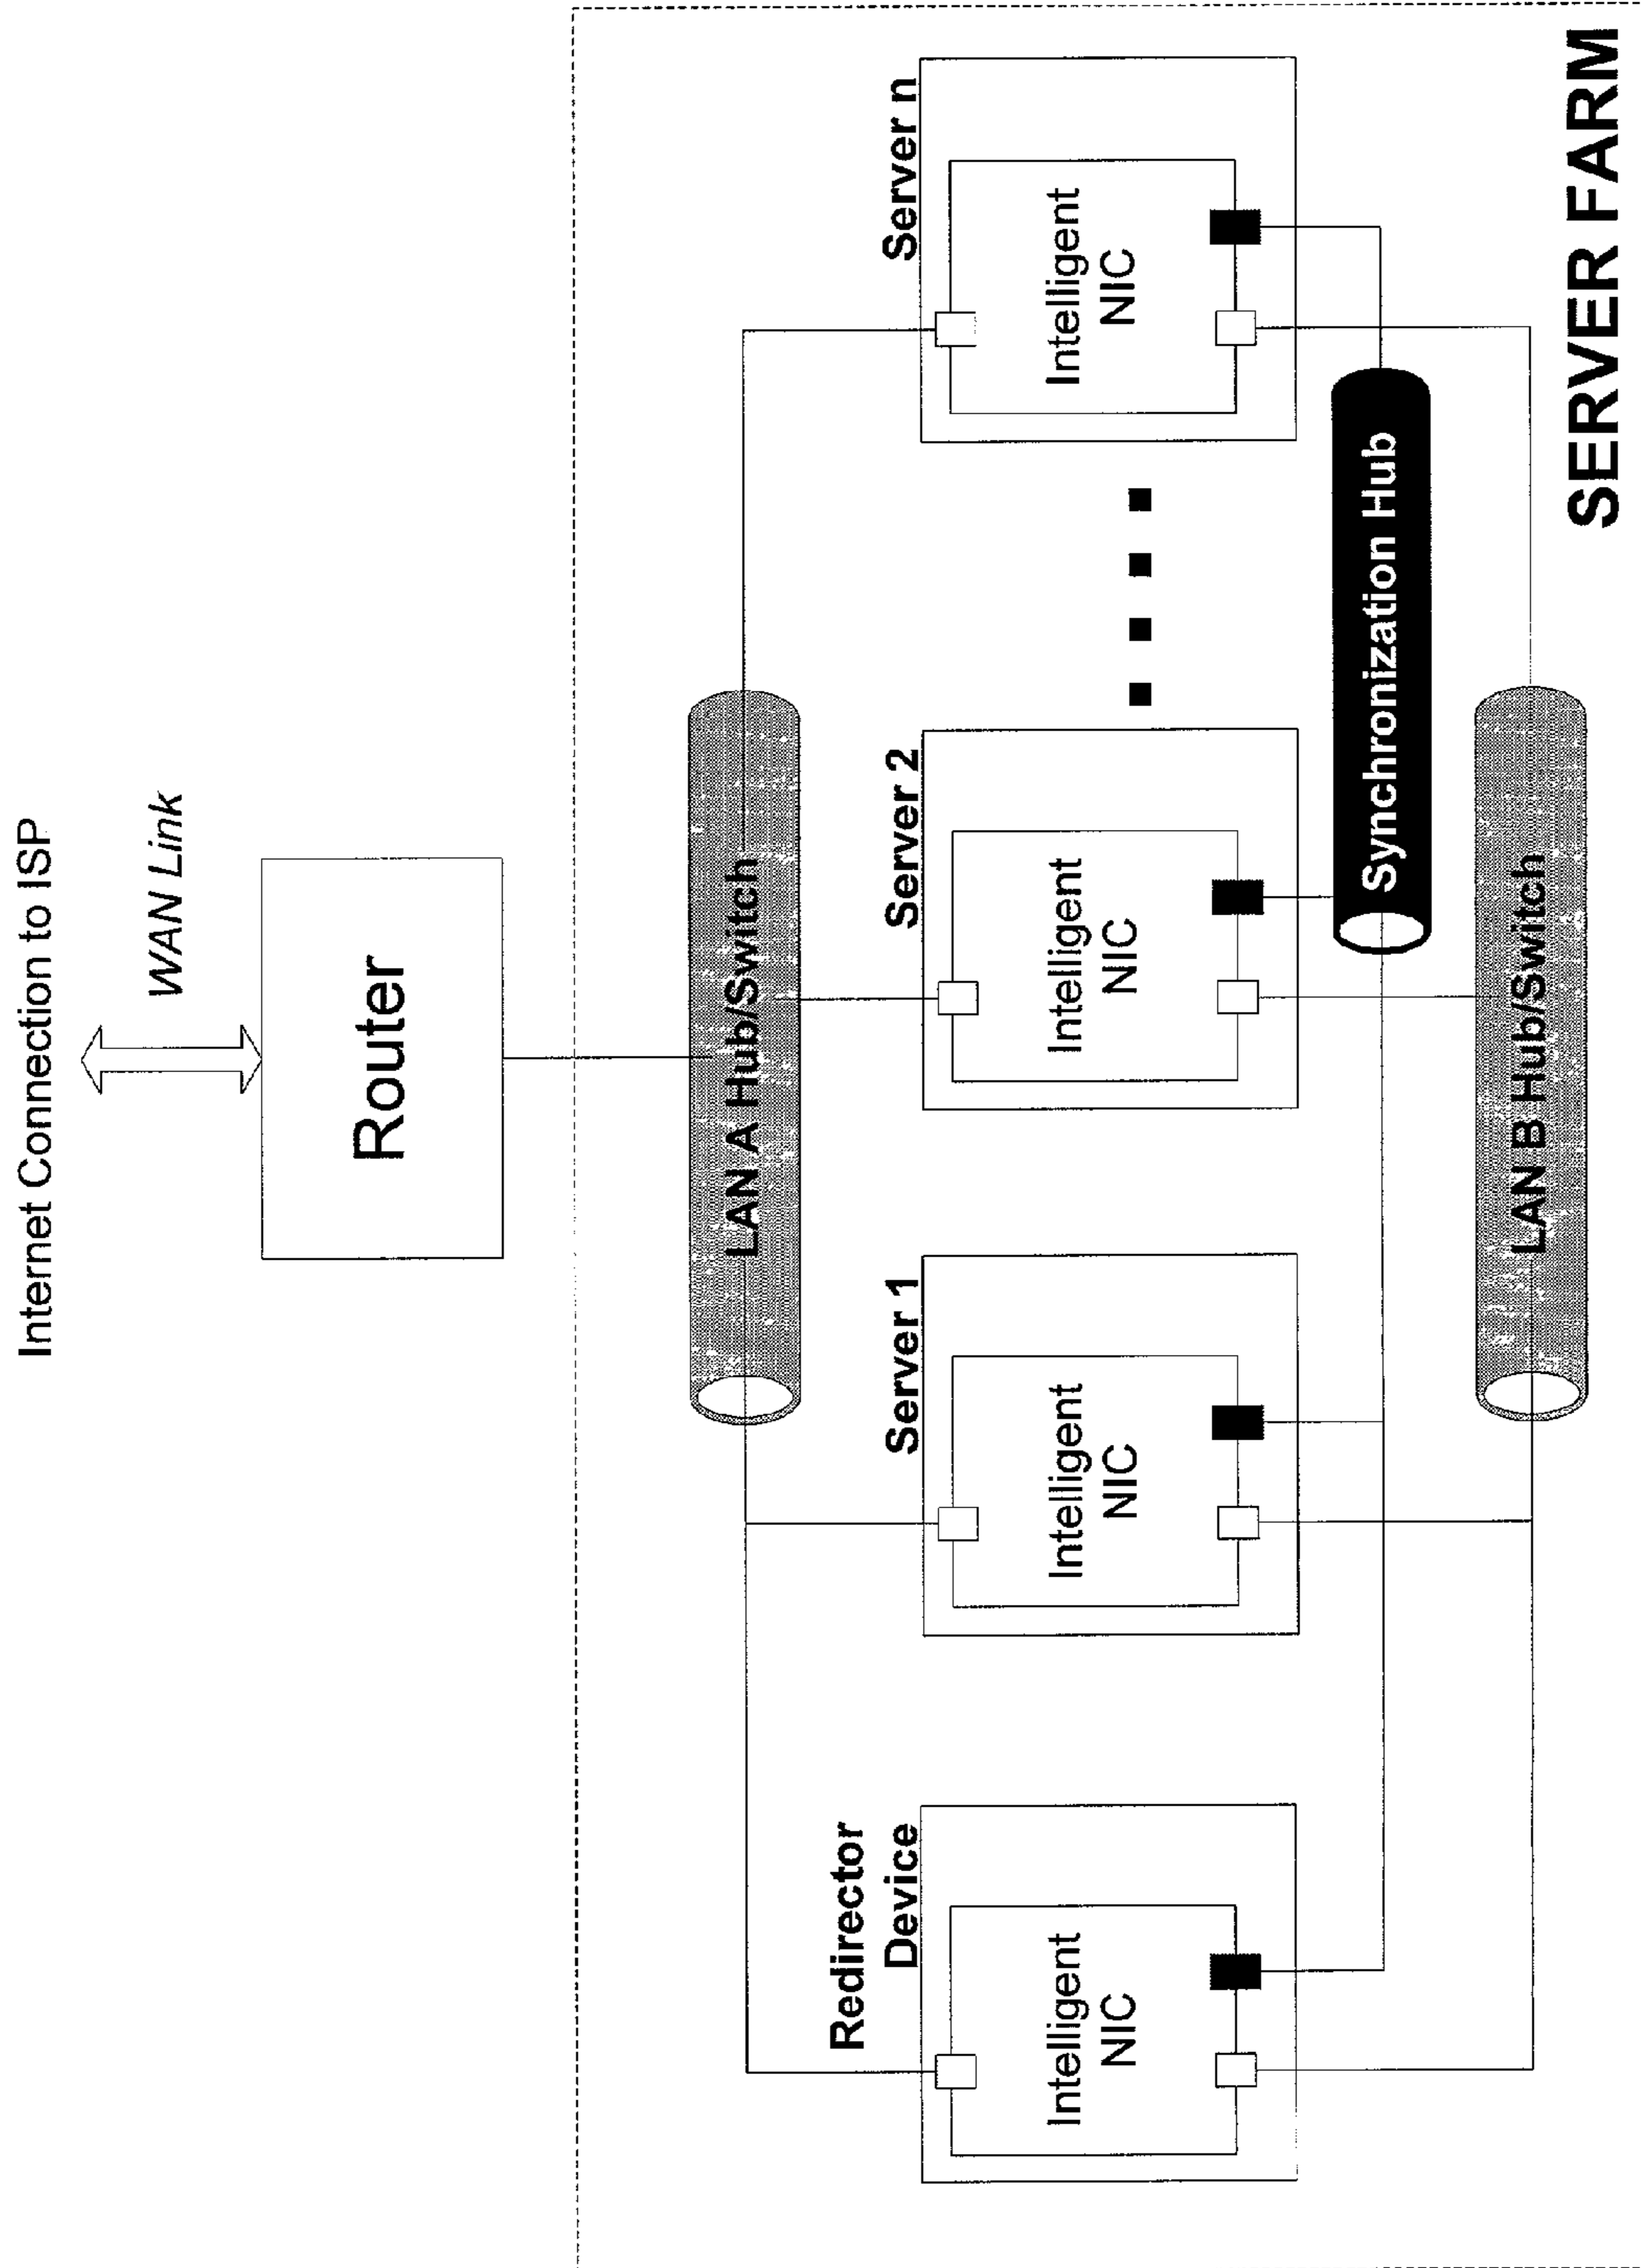 Internet Connection to ISP
WAN Link
Router
LAN A Hub/Switch
Redirector
Device
Server 1
Server 2
Server n
Intelligent
NIC
Intelligent
NIC
Intelligent
NIC
Intelligent
NIC
Synchronization Hub
LAN B Hub/Switch
SERVER FARM